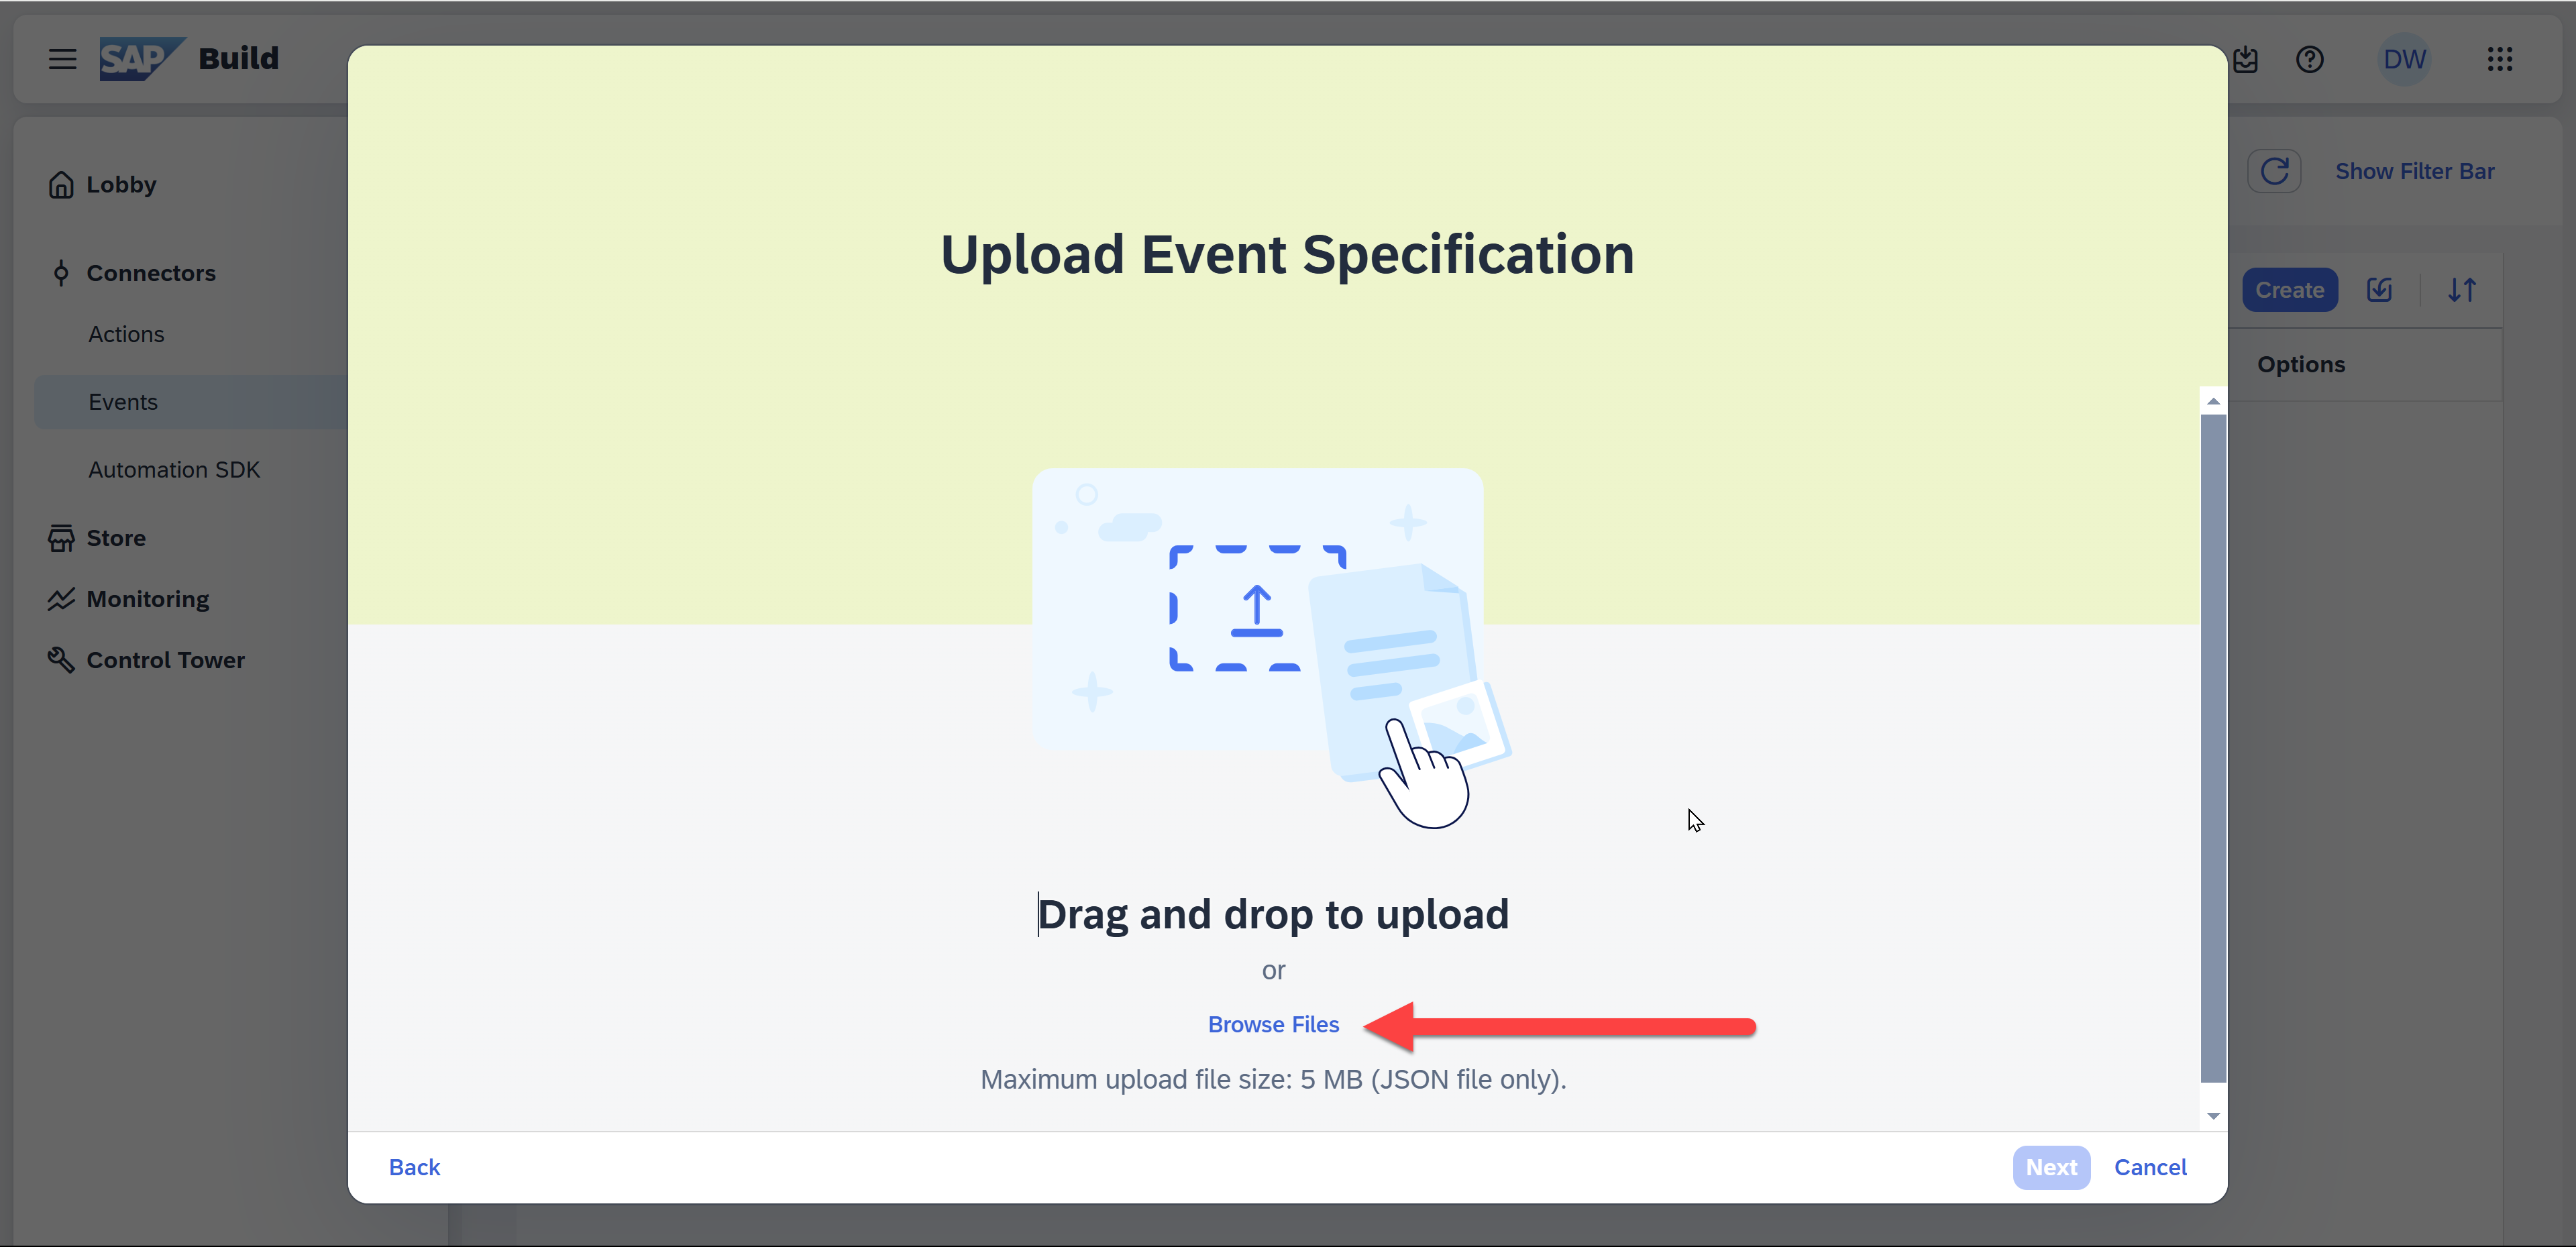 SAP Build
DW
Lobby
Show Filter Bar
Connectors
Actions
Events
Automation SDK
Store
Monitoring
Control Tower
Create
Options
Upload Event Specification
Drag and drop to upload
or
Browse Files
Maximum upload file size: 5 MB (JSON file only).
Back
Next
Cancel